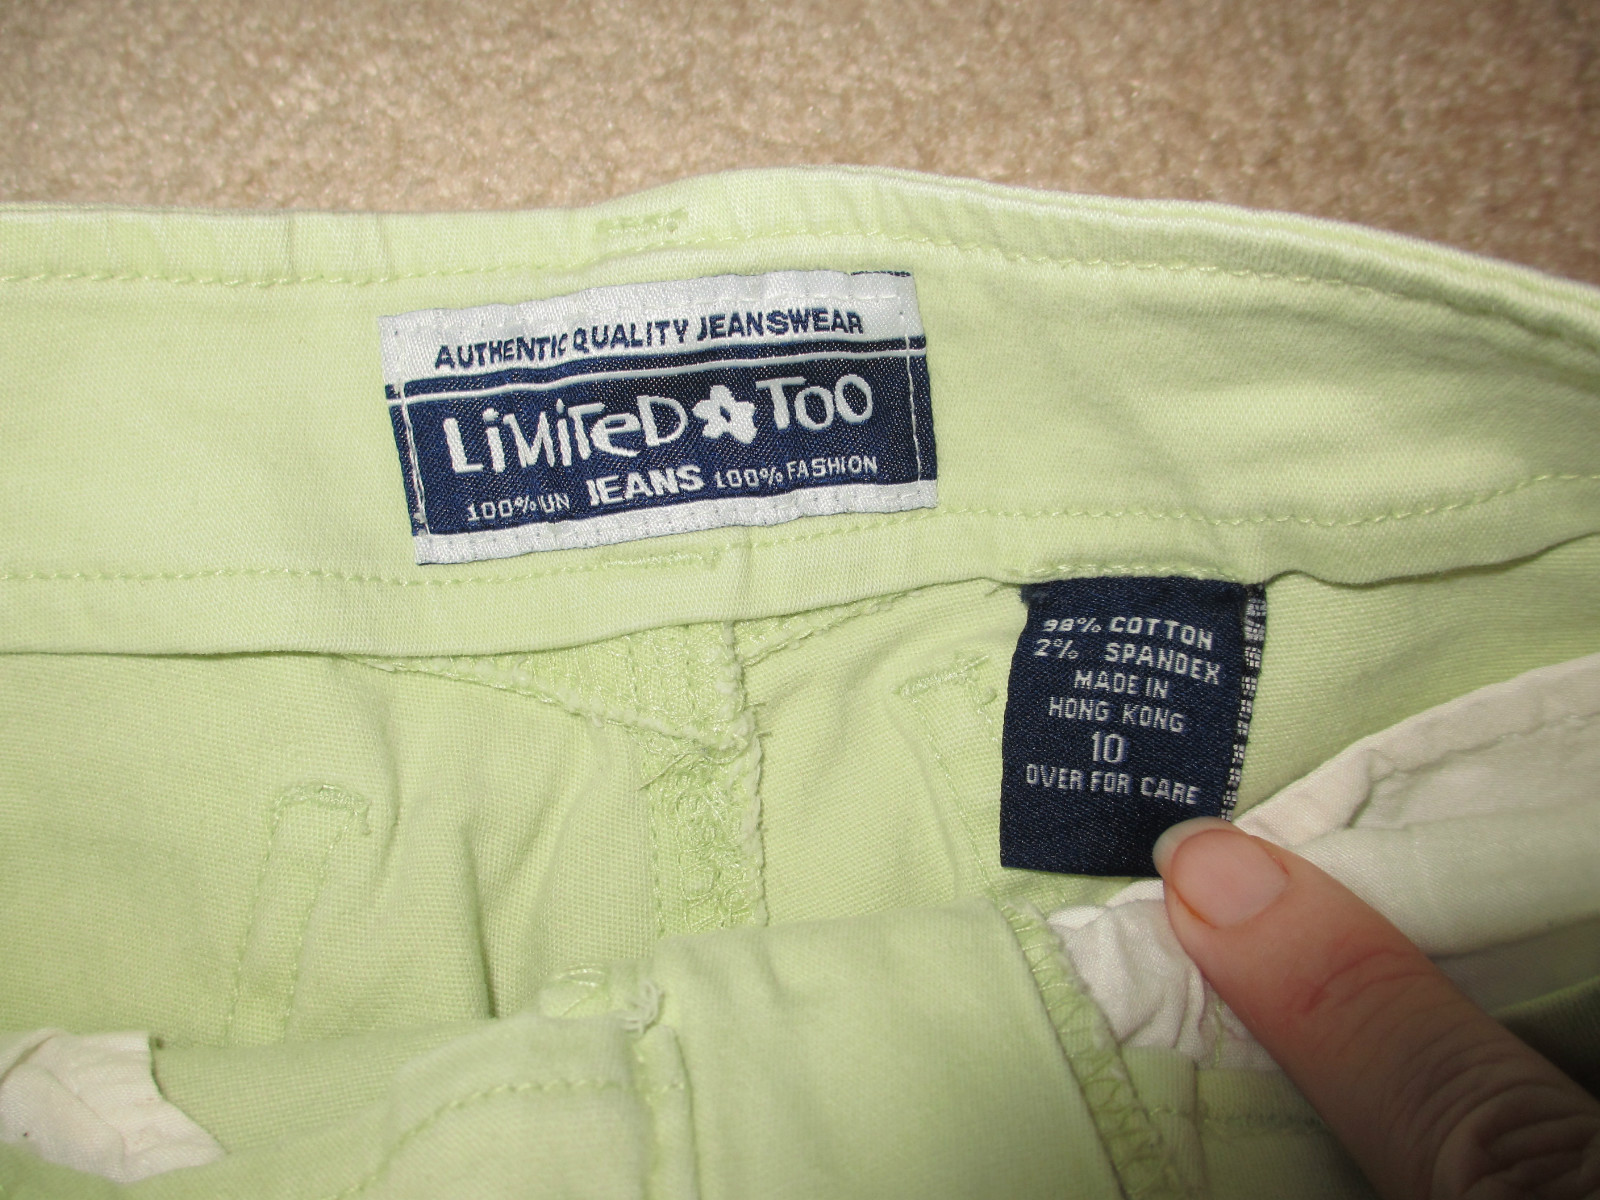 AUTHENTIC QUALITY JEANSWEAR
LiMiTeD TOO
100% UN JEANS 100% FASHION
98% COTTON
2% SPANDEX
MADE IN
HONG KONG
10
OVER FOR CARE